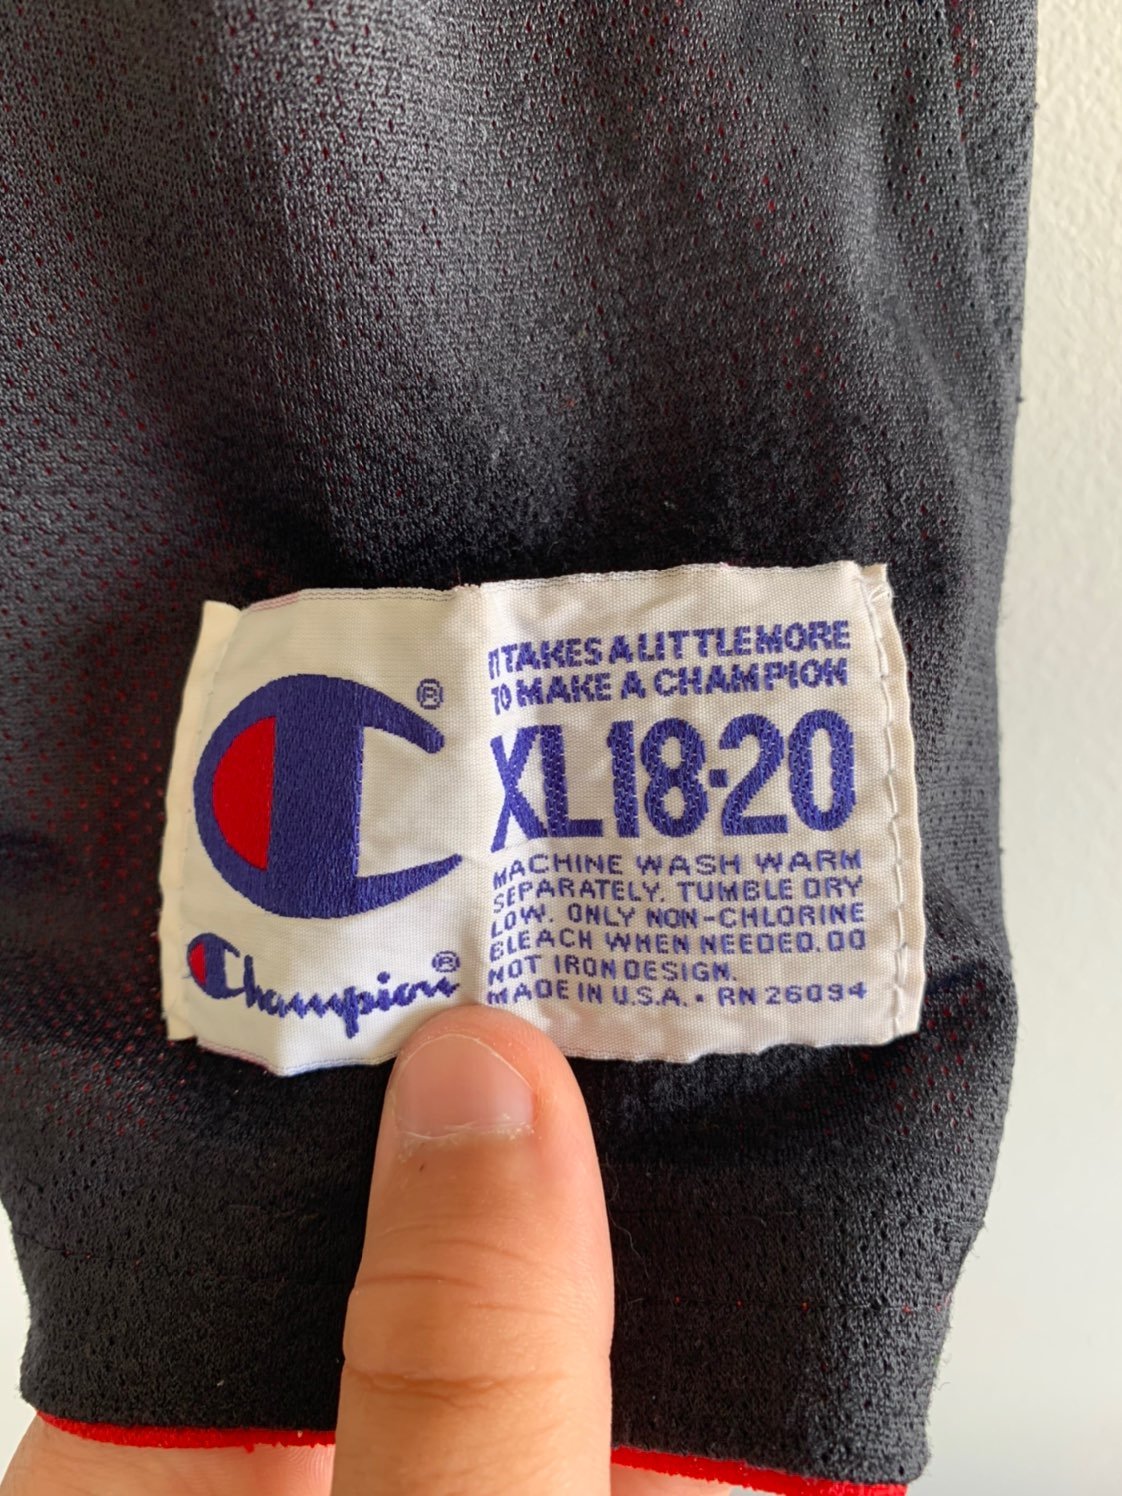 ®
Champion®
IT TAKES A LITTLE MORE
TO MAKE A CHAMPION
XL 18-20
MACHINE WASH WARM
SEPARATELY. TUMBLE DRY
LOW. ONLY NON-CHLORINE
BLEACH WHEN NEEDED. DO
NOT IRON DESIGN.
MADE IN U.S.A. • RN 26094